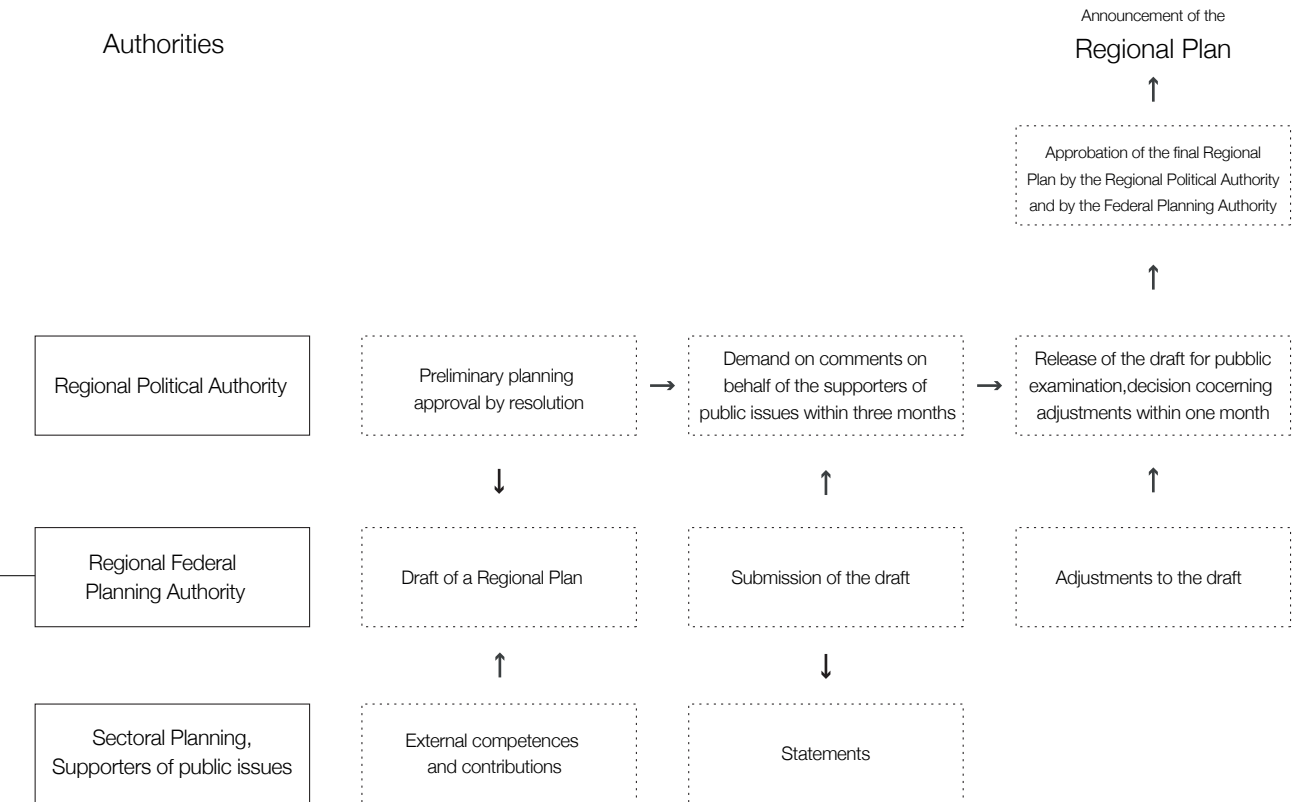 Authorities
Announcement of the
Regional Plan
Approbation of the final Regional
Plan by the Regional Political Authority
and by the Federal Planning Authority
Regional Political Authority
Preliminary planning
approval by resolution
Demand on comments on
behalf of the supporters of
public issues within three months
Release of the draft for pubblic
examination,decision cocerning
adjustments within one month
Regional Federal
Planning Authority
Draft of a Regional Plan
Submission of the draft
Adjustments to the draft
Sectoral Planning,
Supporters of public issues
External competences
and contributions
Statements